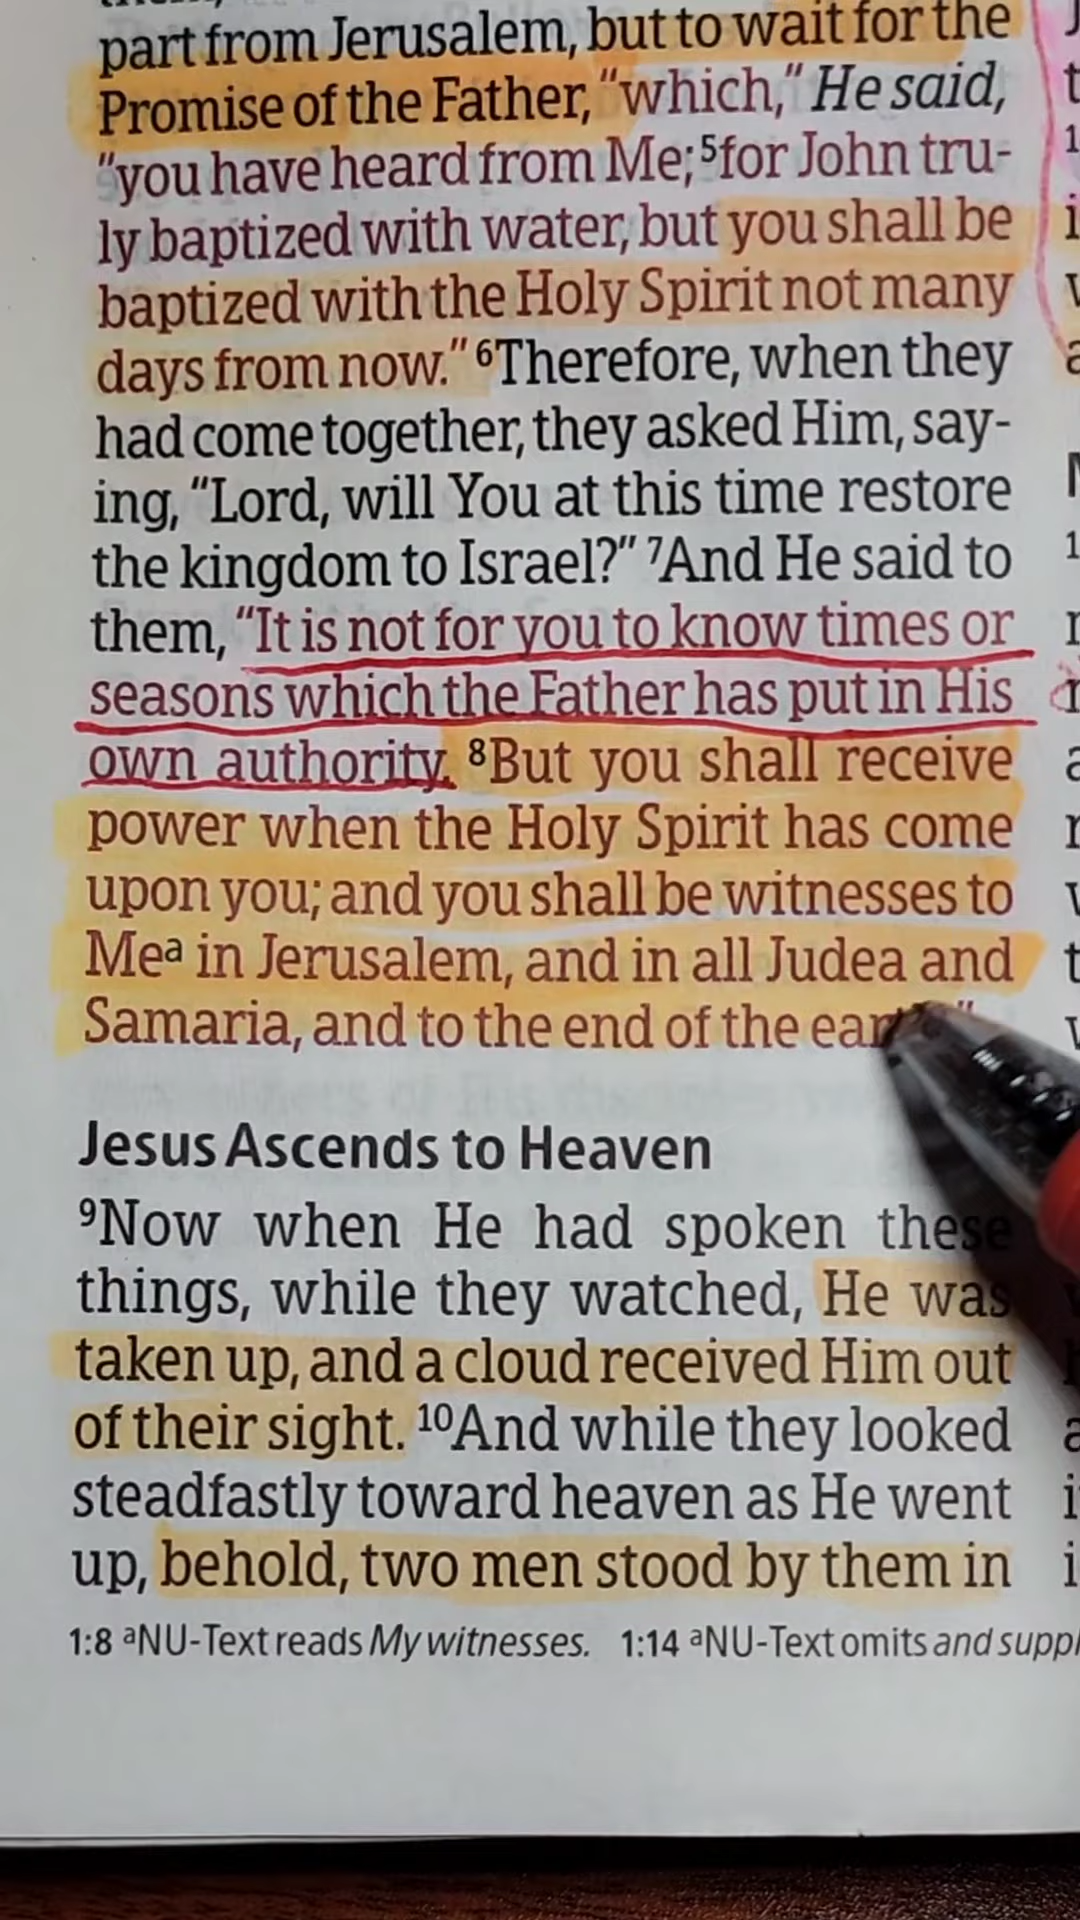 part from Jerusalem, but to wait for the
Promise of the Father, “which,” He said,
“you have heard from Me; 5for John tru-
ly baptized with water, but you shall be
baptized with the Holy Spirit not many
days from now.” 6Therefore, when they
had come together, they asked Him, say-
ing, “Lord, will You at this time restore
the kingdom to Israel?” 7And He said to
them, “It is not for you to know times or
seasons which the Father has put in His
own authority. 8But you shall receive
power when the Holy Spirit has come
upon you; and you shall be witnesses to
Meᵃ in Jerusalem, and in all Judea and
Samaria, and to the end of the
Jesus Ascends to Heaven
9Now when He had spoken these
things, while they watched, He was
taken up, and a cloud received Him out
of their sight. 10And while they looked
steadfastly toward heaven as He went
up, behold, two men stood by them in
1:8 ᵃNU-Text reads My witnesses. 1:14 ᵃNU-Text omits and